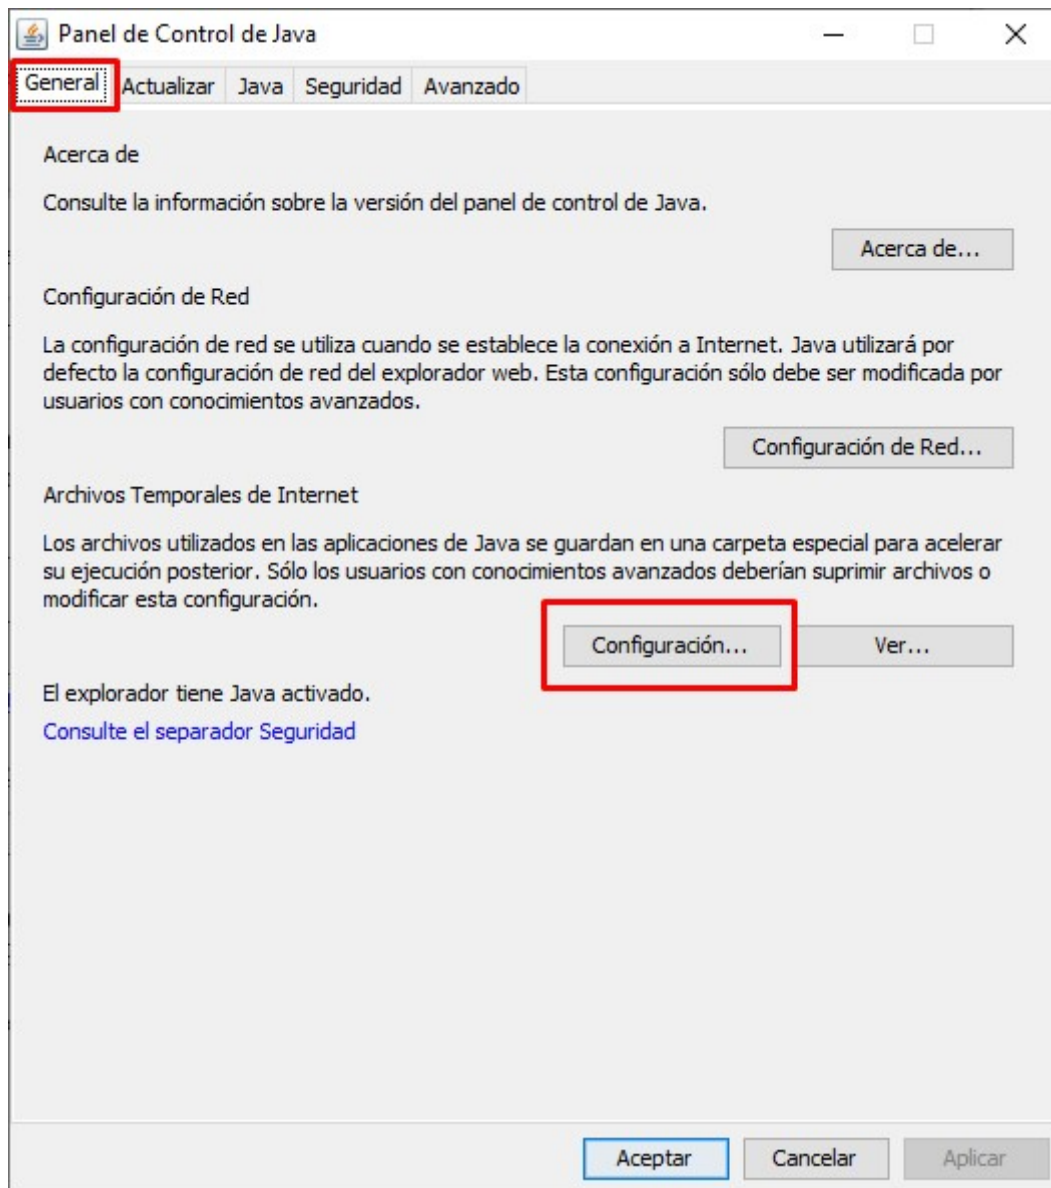 Panel de Control de Java
General Actualizar Java Seguridad Avanzado
Acerca de
Consulte la información sobre la versión del panel de control de Java.
Acerca de...
Configuración de Red
La configuración de red se utiliza cuando se establece la conexión a Internet. Java utilizará por
defecto la configuración de red del explorador web. Esta configuración sólo debe ser modificada por
usuarios con conocimientos avanzados.
Configuración de Red...
Archivos Temporales de Internet
Los archivos utilizados en las aplicaciones de Java se guardan en una carpeta especial para acelerar
su ejecución posterior. Sólo los usuarios con conocimientos avanzados deberían suprimir archivos o
modificar esta configuración.
Configuración... Ver...
El explorador tiene Java activado.
Consulte el separador Seguridad
Aceptar Cancelar Aplicar